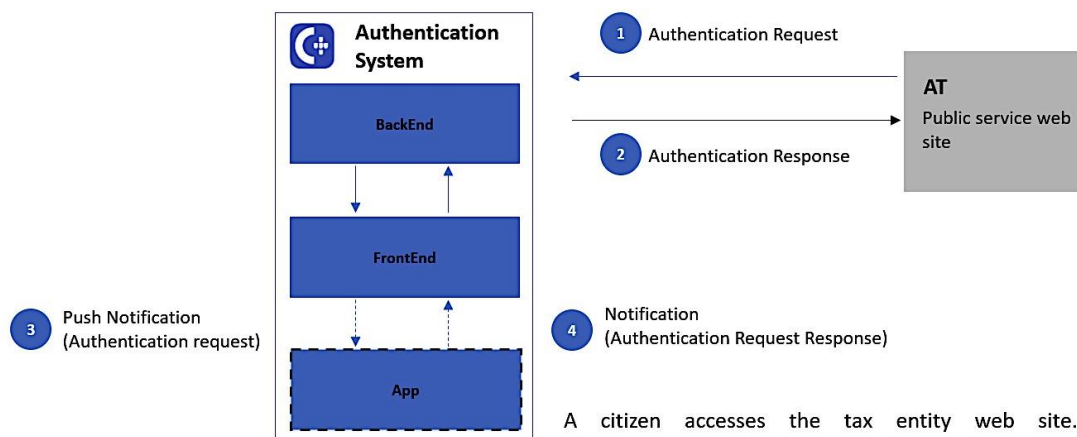 Authentication
System
BackEnd
FrontEnd
App
1 Authentication Request
2 Authentication Response
AT
Public service web
site
3 Push Notification
(Authentication request)
4 Notification
(Authentication Request Response)
A citizen accesses the tax entity web site.